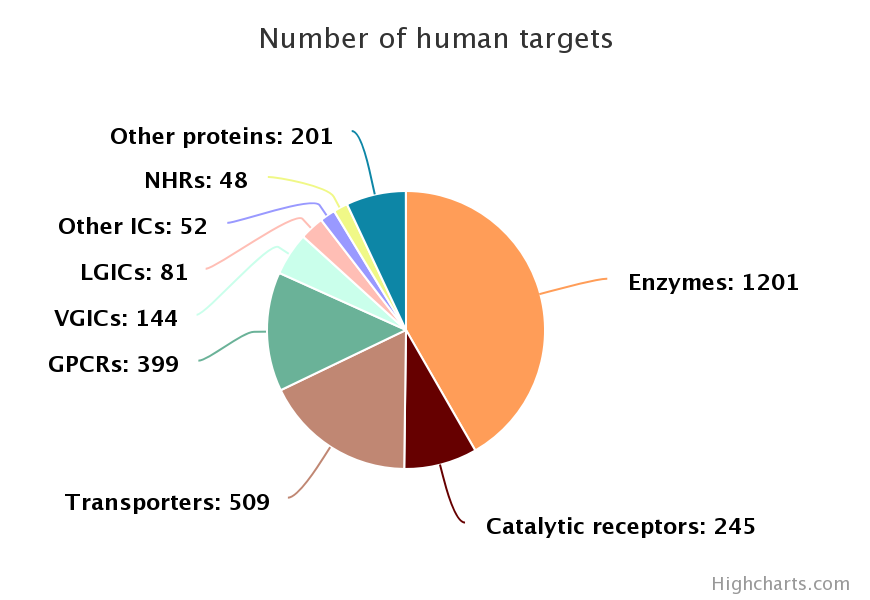 Number of human targets
Other proteins: 201
NHRs: 48
Other ICs: 52
LGICs: 81
VGICs: 144
GPCRs: 399
Transporters: 509
Enzymes: 1201
Catalytic receptors: 245
Highcharts.com